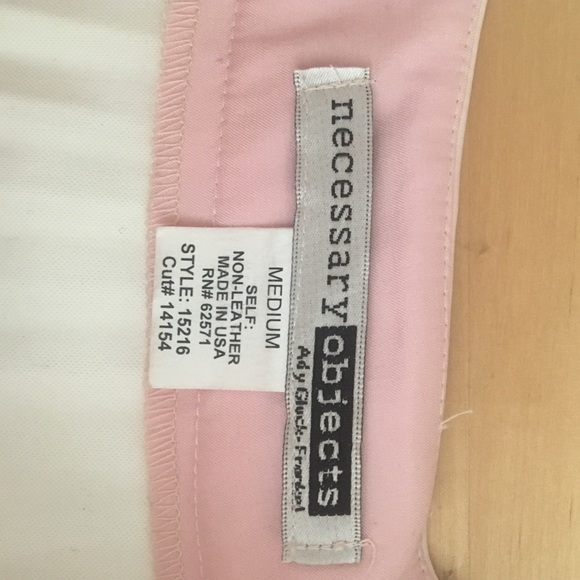 necessary objects
Ady Gluck-Frankel
MEDIUM
SELF:
NON-LEATHER
MADE IN USA
RN# 62571
STYLE: 15216
Cut# 14154